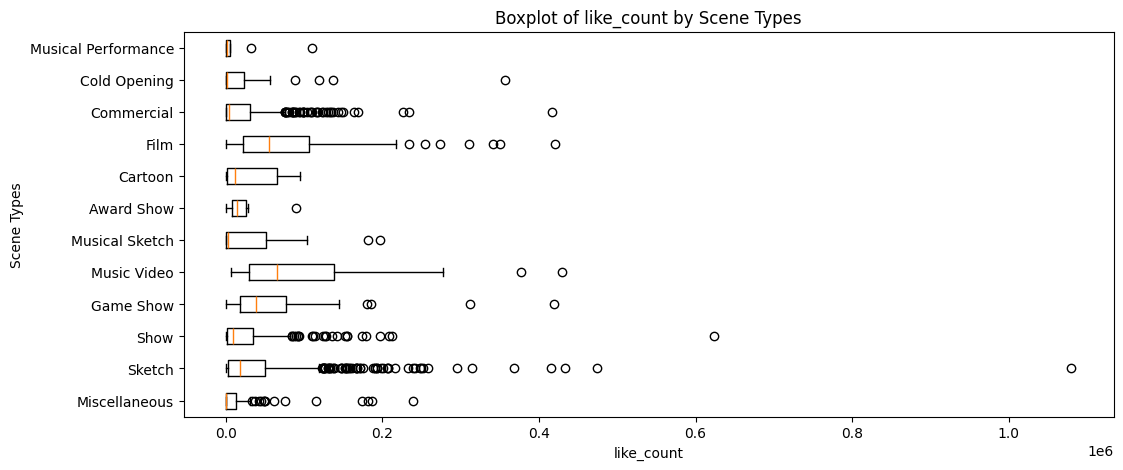 Boxplot of like_count by Scene Types
Musical Performance
Cold Opening
Commercial
Film
Cartoon
Award Show
Musical Sketch
Music Video
Game Show
Show
Sketch
Miscellaneous
Scene Types
0.0 0.2 0.4 0.6 0.8 1.0
1e6
like_count